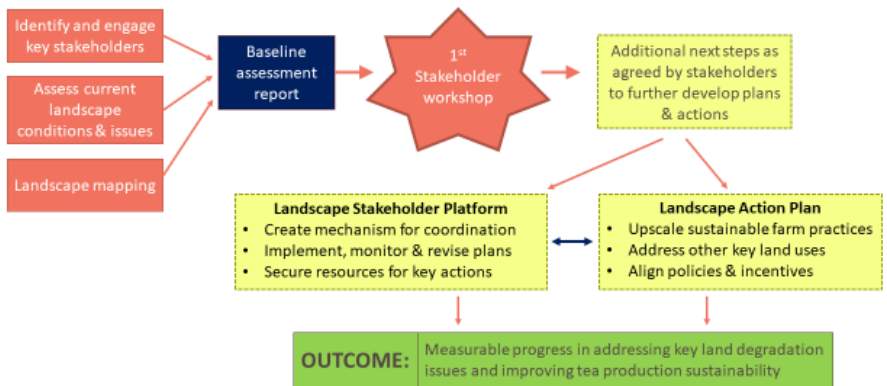 Identify and engage
key stakeholders
Assess current
landscape
conditions & issues
Landscape mapping
Baseline
assessment
report
1st
Stakeholder
workshop
Additional next steps as
agreed by stakeholders
to further develop plans
& actions
Landscape Stakeholder Platform
• Create mechanism for coordination
• Implement, monitor & revise plans
• Secure resources for key actions
Landscape Action Plan
• Upscale sustainable farm practices
• Address other key land uses
• Align policies & incentives
OUTCOME:
Measurable progress in addressing key land degradation
issues and improving tea production sustainability